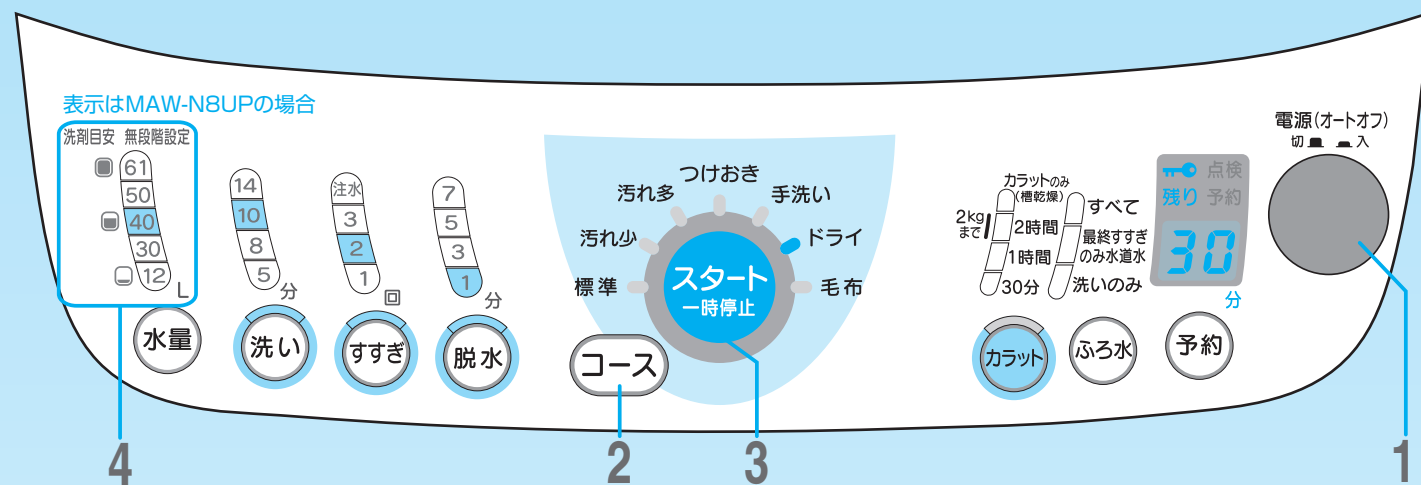 表示はMAW-N8UPの場合
洗剤目安 無段階設定
61
50
40
30
12
L
水量
14
10
8
5
分
洗い
注水
3
2
1
回
すすぎ
7
5
3
1
分
脱水
つけおき
汚れ多
手洗い
汚れ少
ドライ
標準
毛布
スタート
一時停止
コース
カラットのみ
(槽乾燥)
2kg
まで
2時間
1時間
30分
すべて
最終すすぎ
のみ水道水
洗いのみ
カラット
ふろ水
点検
残り 予約
30
分
予約
電源(オートオフ)
切 入
4
2
3
1